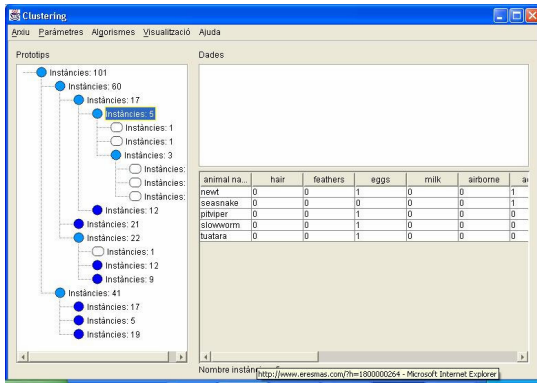 Clustering
Arxiu Paràmetres Algorismes Visualització Ajuda
Prototips
Instàncies: 101
Instàncies: 60
Instàncies: 17
Instàncies: 5
Instàncies: 1
Instàncies: 1
Instàncies: 3
Instàncies:
Instàncies:
Instàncies:
Instàncies: 12
Instàncies: 21
Instàncies: 22
Instàncies: 1
Instàncies: 12
Instàncies: 9
Instàncies: 41
Instàncies: 17
Instàncies: 5
Instàncies: 19
Dades
animal na... hair feathers eggs milk airborne
newt 0 0 1 0 0 1
seasnake 0 0 0 0 0 1
pitviper 0 0 1 0 0 0
slowworm 0 0 1 0 0 0
tuatara 0 0 1 0 0 0
Nombre
http://www.eresmas.com/?h=1800000264 - Microsoft Internet Explorer